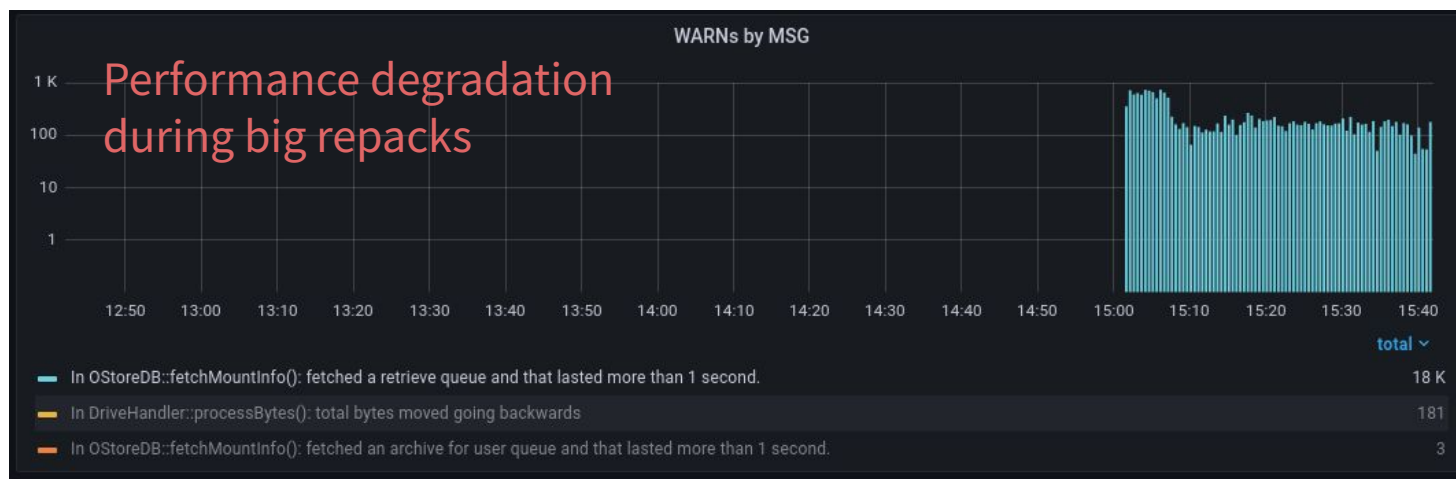 WARNs by MSG
Performance degradation
during big repacks
1 K
100
10
1
12:50 13:00 13:10 13:20 13:30 13:40 13:50 14:00 14:10 14:20 14:30 14:40 14:50 15:00 15:10 15:20 15:30 15:40
total
In OStoreDB::fetchMountInfo(): fetched a retrieve queue and that lasted more than 1 second. 18 K
In DriveHandler::processBytes(): total bytes moved going backwards 181
In OStoreDB::fetchMountInfo(): fetched an archive for user queue and that lasted more than 1 second. 3